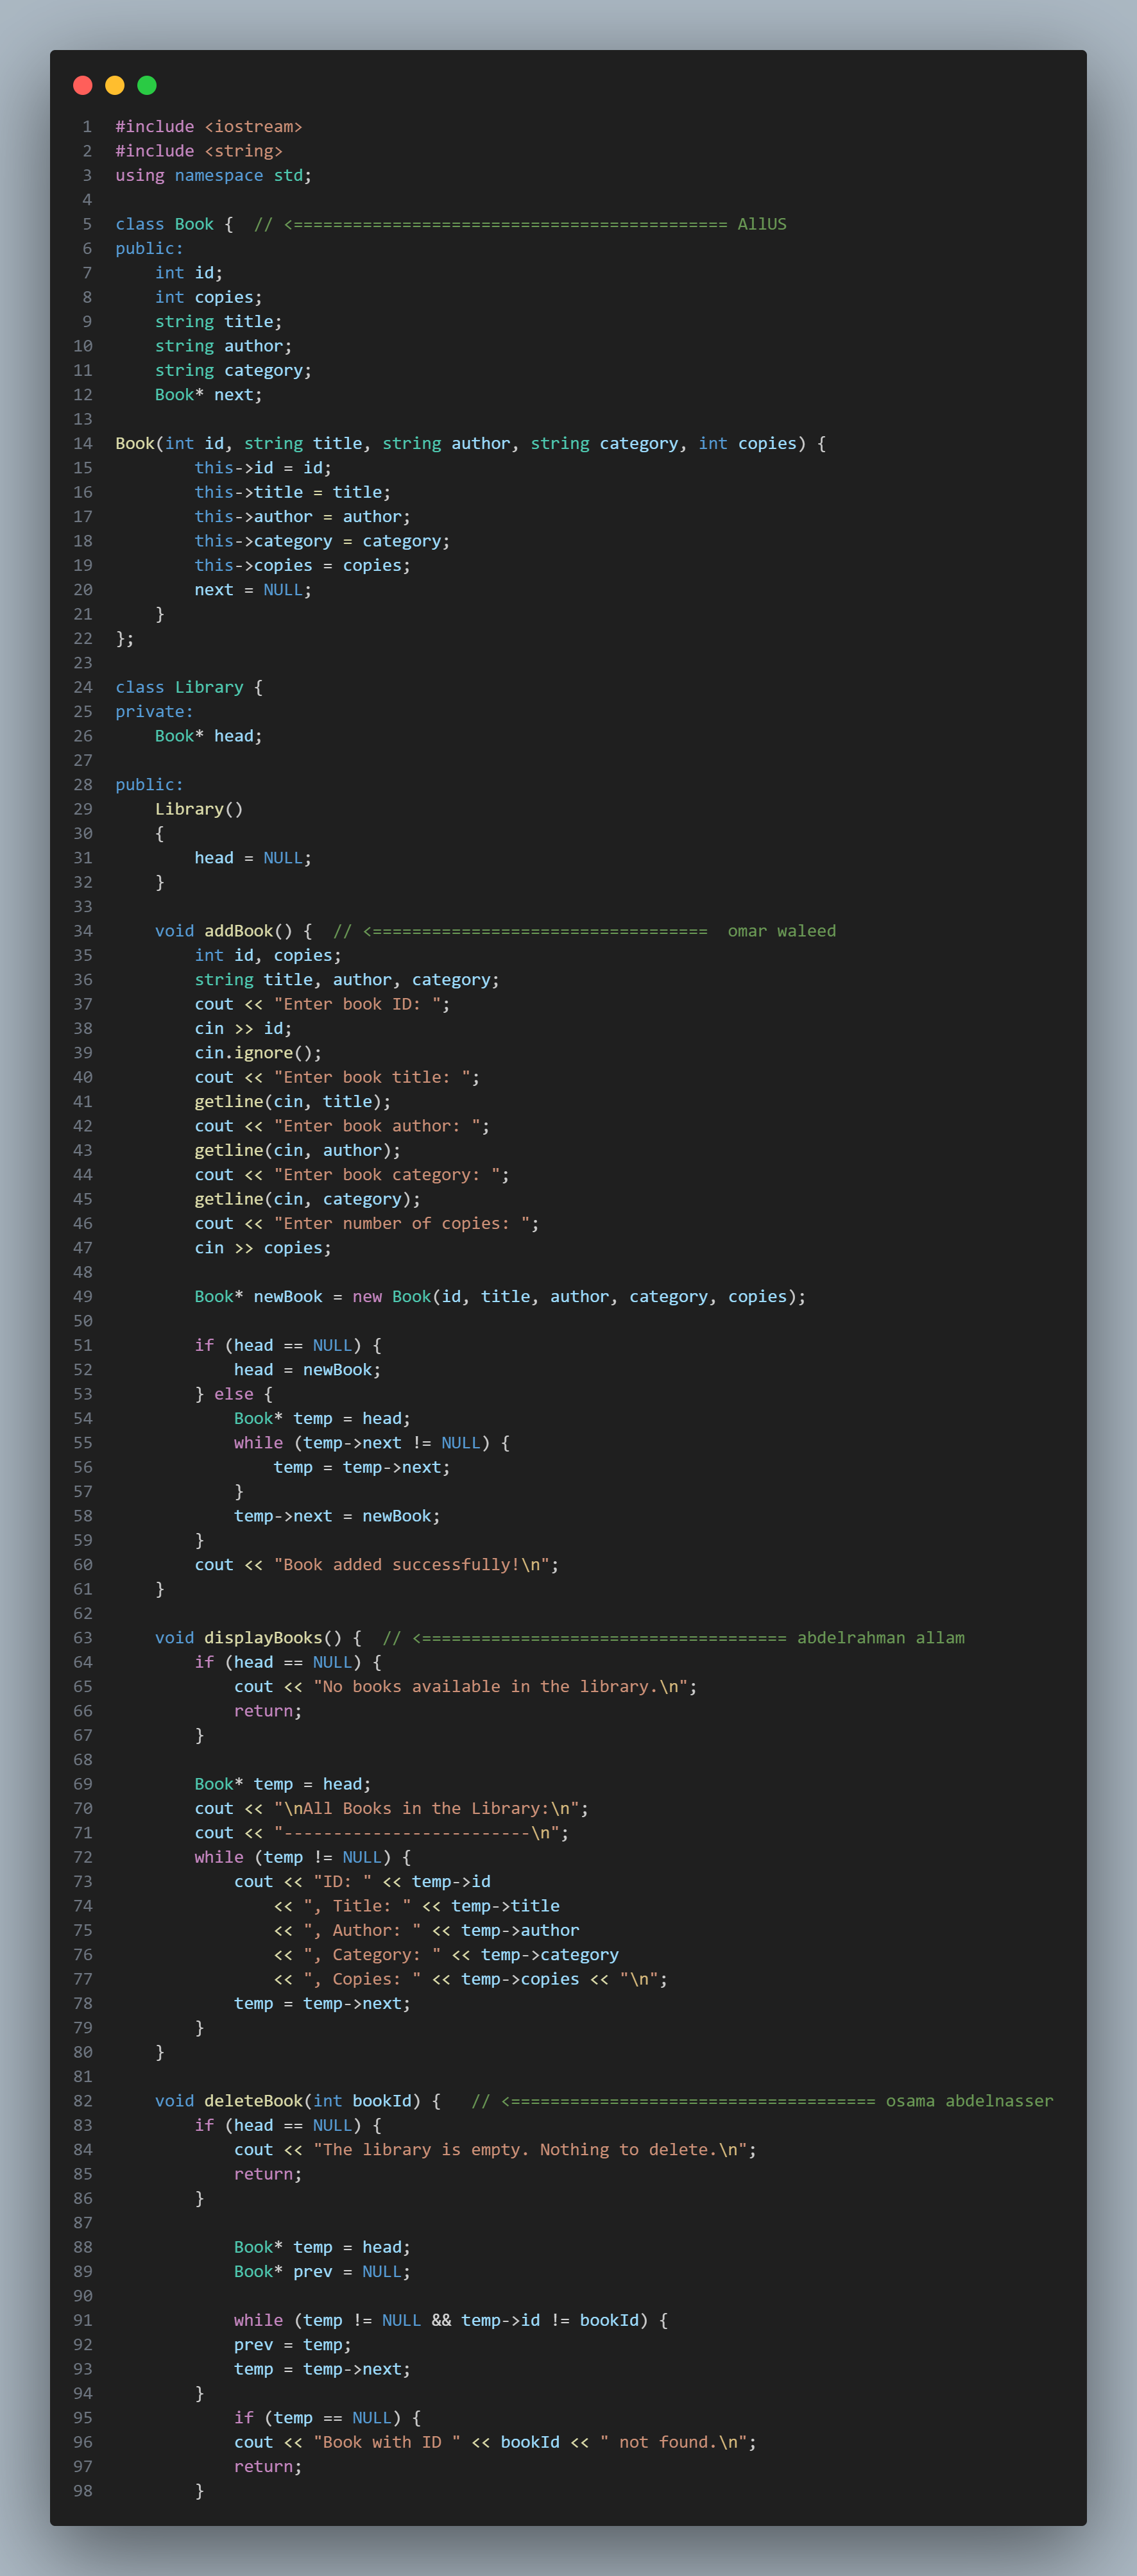 1 #include <iostream>
2 #include <string>
3 using namespace std;
4
5 class Book {  // <============================================ AllUS
6 public:
7     int id;
8     int copies;
9     string title;
10     string author;
11     string category;
12     Book* next;
13
14 Book(int id, string title, string author, string category, int copies) {
15         this->id = id;
16         this->title = title;
17         this->author = author;
18         this->category = category;
19         this->copies = copies;
20         next = NULL;
21     }
22 };
23
24 class Library {
25 private:
26     Book* head;
27
28 public:
29     Library()
30     {
31         head = NULL;
32     }
33
34     void addBook() {  // <==================================  omar waleed
35         int id, copies;
36         string title, author, category;
37         cout << "Enter book ID: ";
38         cin >> id;
39         cin.ignore();
40         cout << "Enter book title: ";
41         getline(cin, title);
42         cout << "Enter book author: ";
43         getline(cin, author);
44         cout << "Enter book category: ";
45         getline(cin, category);
46         cout << "Enter number of copies: ";
47         cin >> copies;
48
49         Book* newBook = new Book(id, title, author, category, copies);
50
51         if (head == NULL) {
52             head = newBook;
53         } else {
54             Book* temp = head;
55             while (temp->next != NULL) {
56                 temp = temp->next;
57             }
58             temp->next = newBook;
59         }
60         cout << "Book added successfully!\n";
61     }
62
63     void displayBooks() {  // <===================================== abdelrahman allam
64         if (head == NULL) {
65             cout << "No books available in the library.\n";
66             return;
67         }
68
69         Book* temp = head;
70         cout << "\nAll Books in the Library:\n";
71         cout << "-------------------------\n";
72         while (temp != NULL) {
73             cout << "ID: " << temp->id
74                 << ", Title: " << temp->title
75                 << ", Author: " << temp->author
76                 << ", Category: " << temp->category
77                 << ", Copies: " << temp->copies << "\n";
78             temp = temp->next;
79         }
80     }
81
82     void deleteBook(int bookId) {   // <===================================== osama abdelnasser
83         if (head == NULL) {
84             cout << "The library is empty. Nothing to delete.\n";
85             return;
86         }
87
88             Book* temp = head;
89             Book* prev = NULL;
90
91             while (temp != NULL && temp->id != bookId) {
92             prev = temp;
93             temp = temp->next;
94         }
95             if (temp == NULL) {
96             cout << "Book with ID " << bookId << " not found.\n";
97             return;
98         }